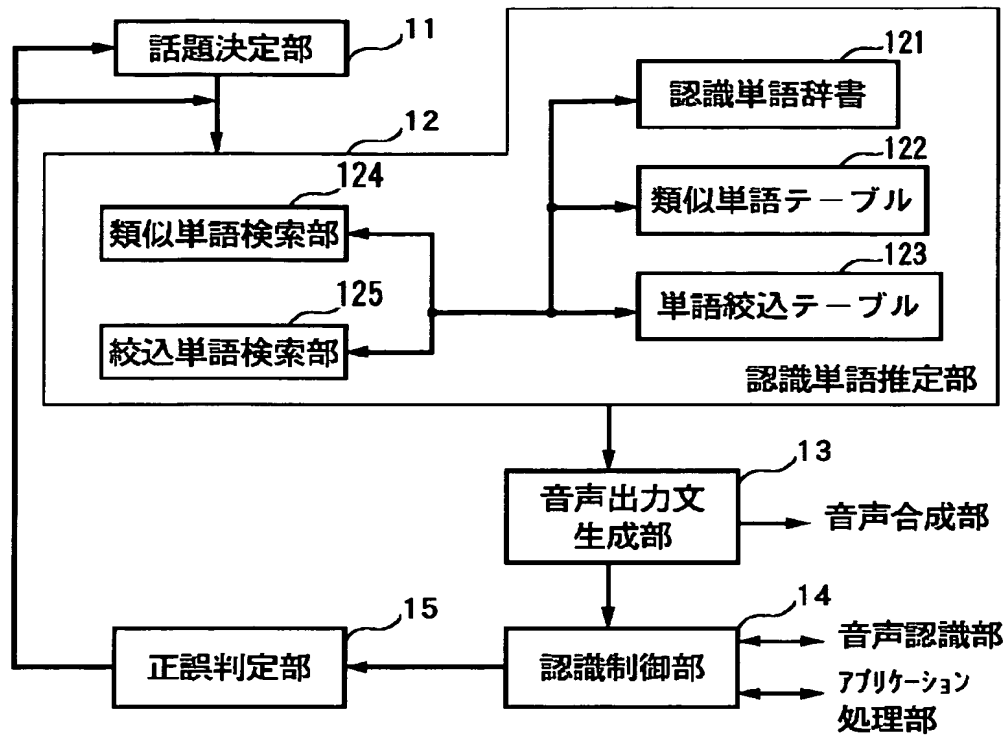 話題決定部
11
12
121
認識単語辞書
122
類似単語テーブル
123
単語絞込テーブル
124
類似単語検索部
125
絞込単語検索部
認識単語推定部
13
音声出力文
生成部
音声合成部
14
認識制御部
音声認識部
アプリケーション
処理部
15
正誤判定部